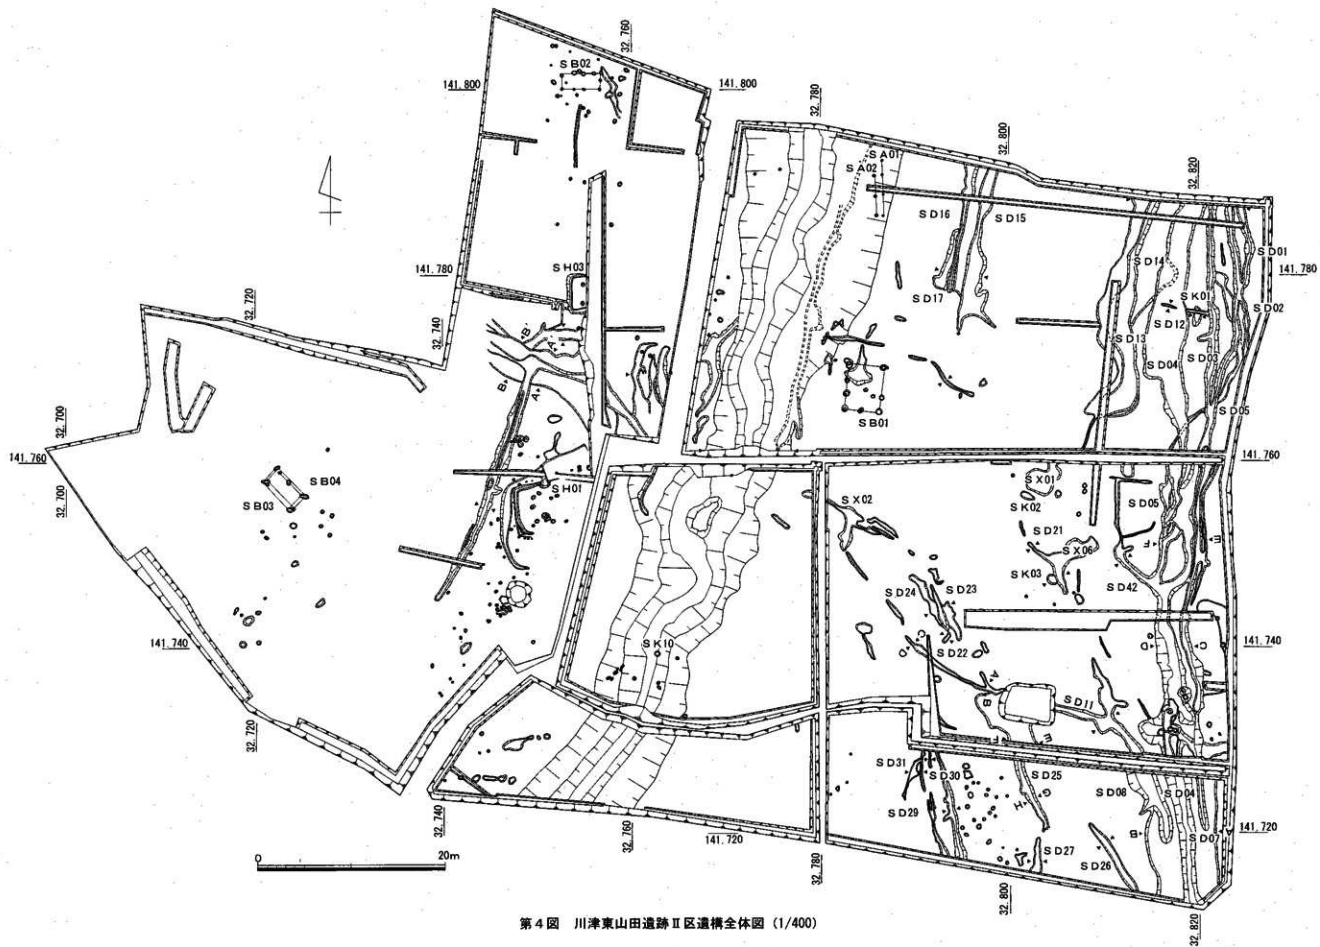 32.760
SB02
141.800
141.800
32.780
32.800
32.820
SA01
SA02
SD16
SD15
SD01
SD14
141.780
SH03
141.780
SK01
SD02
SD17
SD12
32.720
32.740
B'
A'
SD13
SD03
SD04
B
A
SD05
SB01
32.700
141.760
141.760
SB04
SX01
SH01
SB03
SX02
SK02
SD05
32.700
SD21
F
E
SX06
SK03
SD42
SD24
SD23
141.740
141.740
SK10
C
SD22
D
D
C
A
B
SD11
32.720
F
E
SD31
SD30
SD25
SD08
SD04
G
H
SD29
B
SD07
141.720
32.740
32.760
141.720
SD27
SD26
32.780
0
20m
32.800
32.820
第4図 川津東山田遺跡Ⅱ区遺構全体図 (1/400)